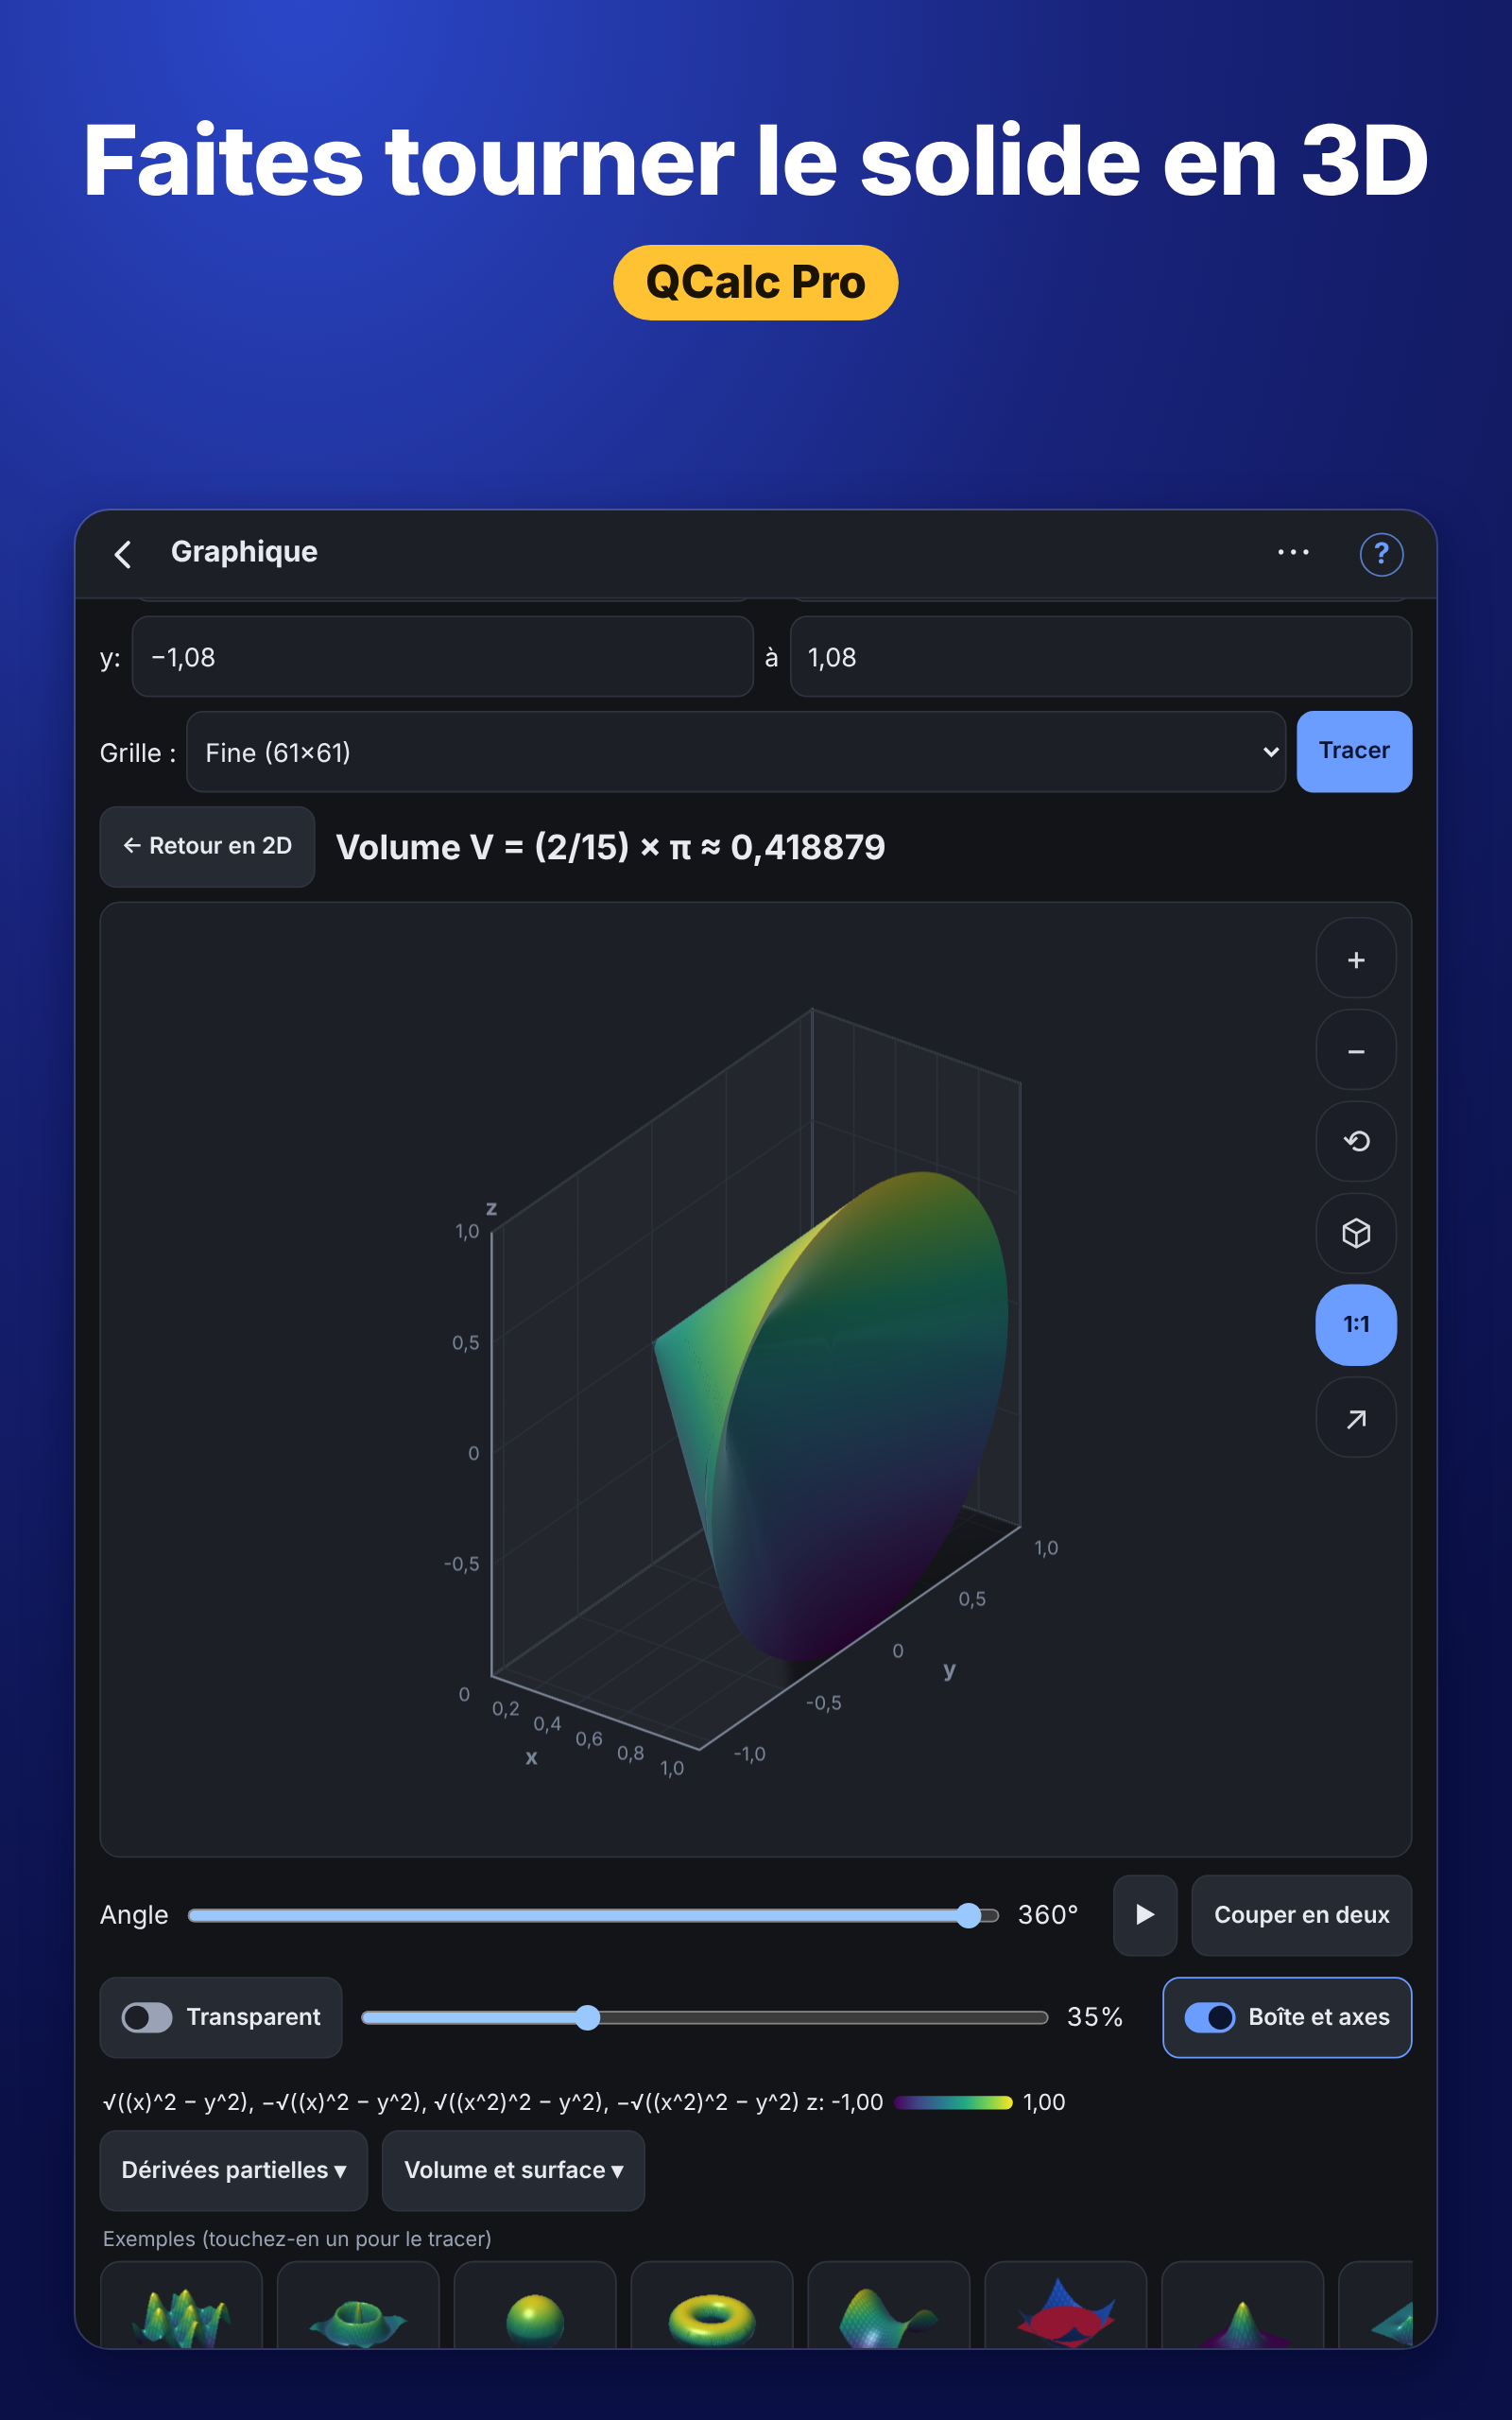 Faites tourner le solide en 3D
QCalc Pro
Graphique
?
y: −1,08 à 1,08
Grille : Fine (61×61) Tracer
← Retour en 2D Volume V = (2/15) × π ≈ 0,418879
+
−
1:1
z
1,0
0,5
0
-0,5
0
0,2
0,4
0,6
0,8
1,0
x
-1,0
-0,5
0
0,5
1,0
y
Angle 360° Couper en deux
Transparent 35% Boîte et axes
√((x)^2 − y^2), −√((x)^2 − y^2), √((x^2)^2 − y^2), −√((x^2)^2 − y^2) z: -1,00 1,00
Dérivées partielles ▾ Volume et surface ▾
Exemples (touchez-en un pour le tracer)